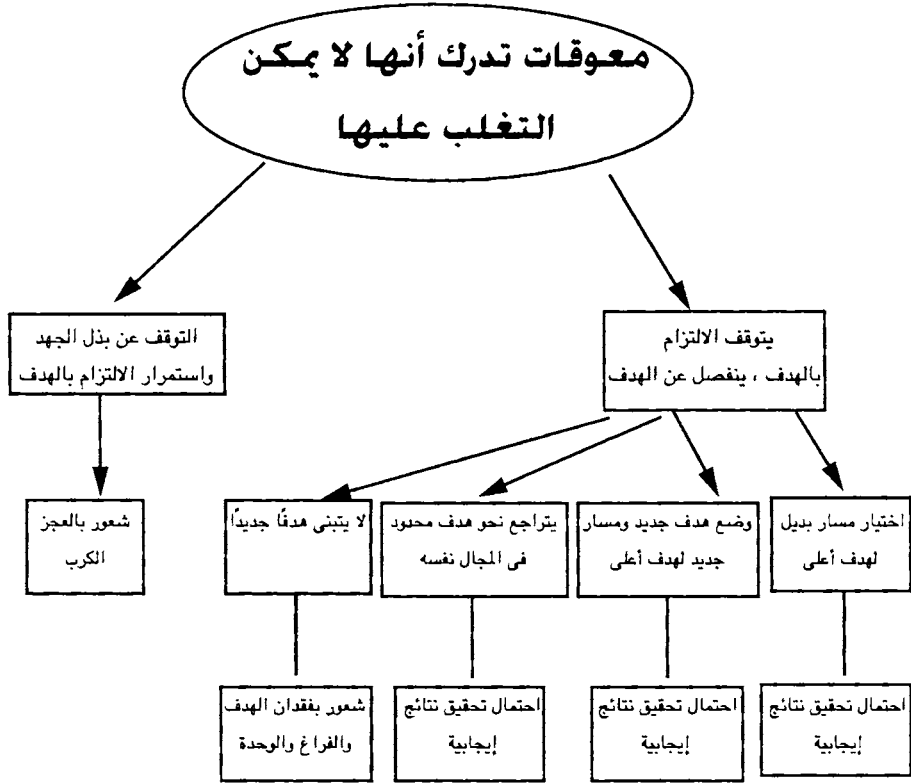 معوقات تدرك أنها لا يمكن
التغلب عليها
يتوقف الالتزام
بالهدف ، ينفصل عن الهدف
التوقف عن بذل الجهد
واستمرار الالتزام بالهدف
اختيار مسار بديل
لهدف أعلى
وضع هدف جديد ومسار
جديد لهدف أعلى
يتراجع نحو هدف محدود
فى المجال نفسه
لا يتبنى هدفًا جديدًا
شعور بالعجز
الكرب
احتمال تحقيق نتائج
إيجابية
احتمال تحقيق نتائج
إيجابية
احتمال تحقيق نتائج
إيجابية
شعور بفقدان الهدف
والفراغ والوحدة